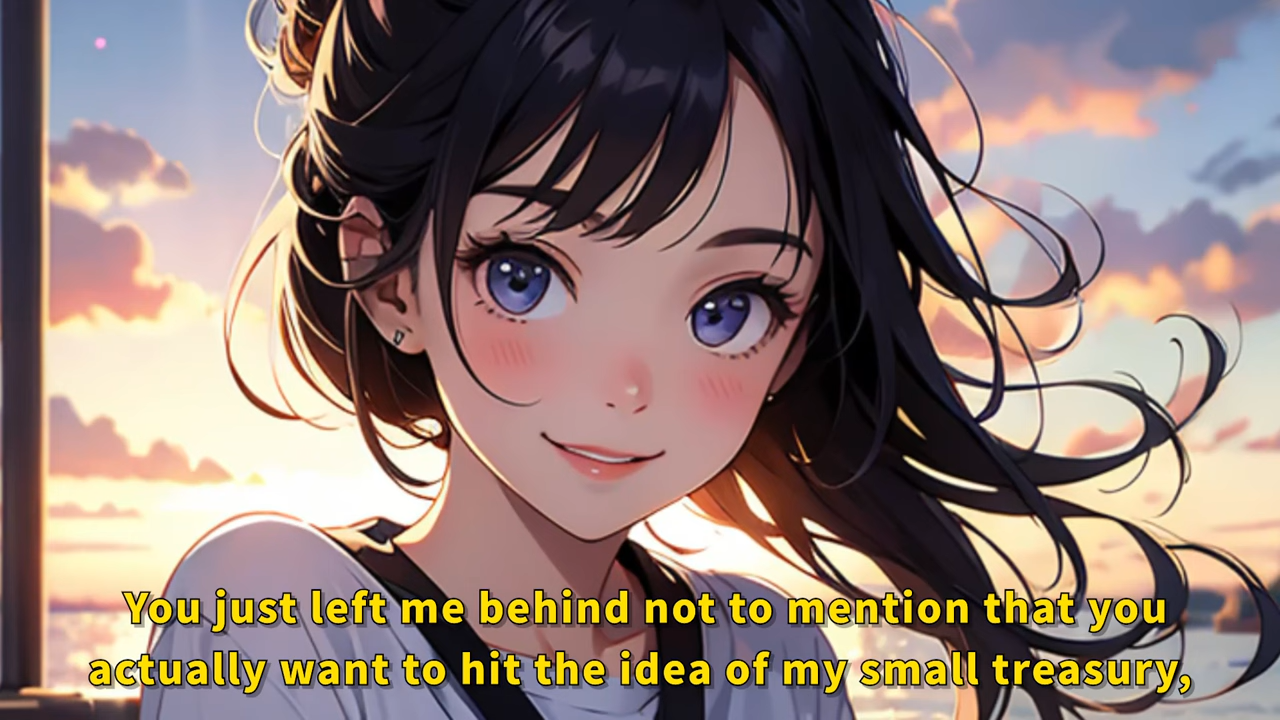 You just left me behind not to mention that you
actually want to hit the idea of my small treasury,